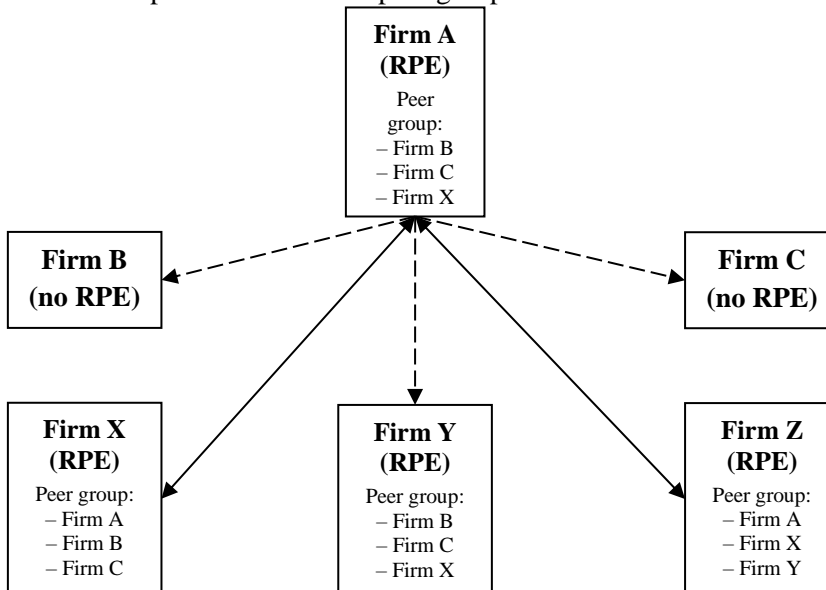 Firm A
(RPE)
Peer
group:
– Firm B
– Firm C
– Firm X
Firm B
(no RPE)
Firm C
(no RPE)
Firm X
(RPE)
Peer group:
– Firm A
– Firm B
– Firm C
Firm Y
(RPE)
Peer group:
– Firm B
– Firm C
– Firm X
Firm Z
(RPE)
Peer group:
– Firm A
– Firm X
– Firm Y